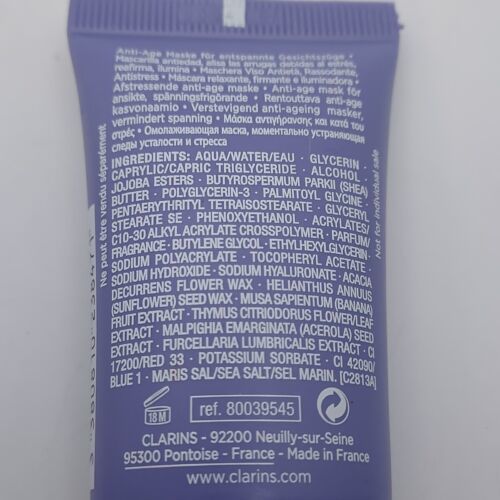 Anti-Age Maske für entspannte Gesichtszüge •
Mascarilla antiedad, alisa las arrugas debidas al estrés,
reafirma, ilumina • Maschera Viso Antietà, Rassodante,
Antistress • Máscara relaxante, firmante e iluminadora •
Afstressende anti-age maske • Anti-age mask för
ansikte, spänningsfrigörande • Rentouttava anti-age
kasvonaamio • Verstevigend anti-ageing masker,
vermindert spanning • Μάσκα αντιγήρανσης και κατά του
στρές • Омолаживающая маска, моментально устраняющая
следы усталости и стресса
INGREDIENTS: AQUA/WATER/EAU · GLYCERIN ·
CAPRYLIC/CAPRIC TRIGLYCERIDE · ALCOHOL ·
JOJOBA ESTERS · BUTYROSPERMUM PARKII (SHEA)
BUTTER · POLYGLYCERIN-3 · PALMITOYL GLYCINE ·
PENTAERYTHRITYL TETRAISOSTEARATE · GLYCERYL
STEARATE SE · PHENOXYETHANOL · ACRYLATES/
C10-30 ALKYL ACRYLATE CROSSPOLYMER · PARFUM/
FRAGRANCE · BUTYLENE GLYCOL · ETHYLHEXYLGLYCERIN ·
SODIUM POLYACRYLATE · TOCOPHERYL ACETATE ·
SODIUM HYDROXIDE · SODIUM HYALURONATE · ACACIA
DECURRENS FLOWER WAX · HELIANTHUS ANNUUS
(SUNFLOWER) SEED WAX · MUSA SAPIENTUM (BANANA)
FRUIT EXTRACT · THYMUS CITRIODORUS FLOWER/LEAF
EXTRACT · MALPIGHIA EMARGINATA (ACEROLA) SEED
EXTRACT · FURCELLARIA LUMBRICALIS EXTRACT · CI
17200/RED 33 · POTASSIUM SORBATE · CI 42090/
BLUE 1 · MARIS SAL/SEA SALT/SEL MARIN. [C2813A]
Ne peut être vendu séparément
Not for individual sale
18 M
ref. 80039545
CLARINS - 92200 Neuilly-sur-Seine
95300 Pontoise - France - Made in France
www.clarins.com